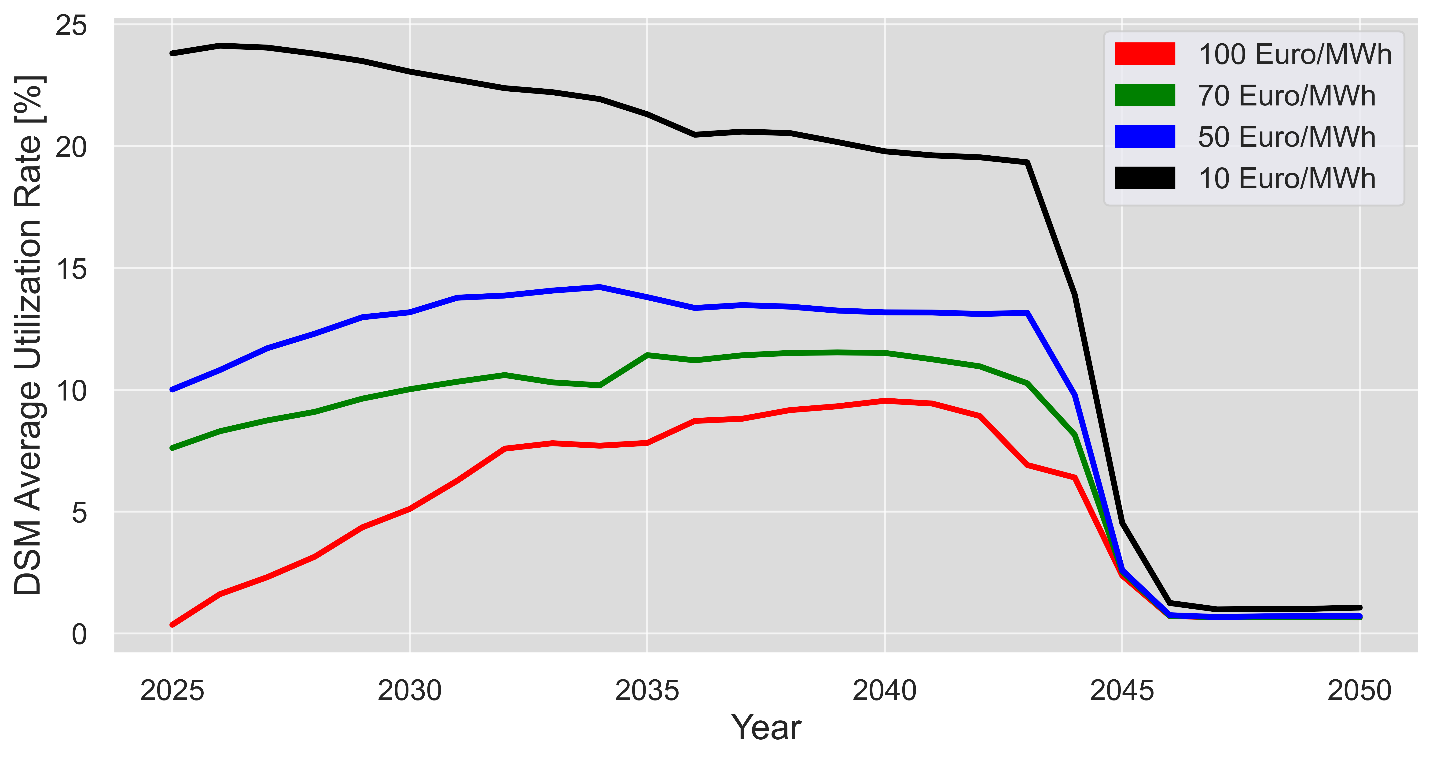 DSM Average Utilization Rate [%]
25
20
15
10
5
0
100 Euro/MWh
70 Euro/MWh
50 Euro/MWh
10 Euro/MWh
2025 2030 2035 2040 2045 2050
Year